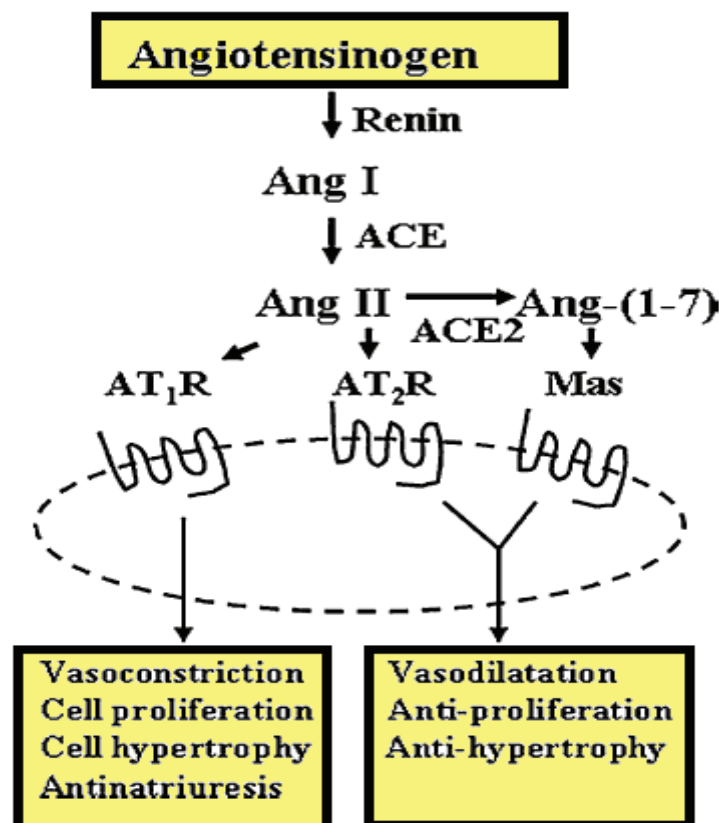 Angiotensinogen
Renin
Ang I
ACE
Ang II
Ang-(1-7)
ACE2
AT₁R
AT₂R
Mas
Vasoconstriction
Cell proliferation
Cell hypertrophy
Antinatriuresis
Vasodilatation
Anti-proliferation
Anti-hypertrophy